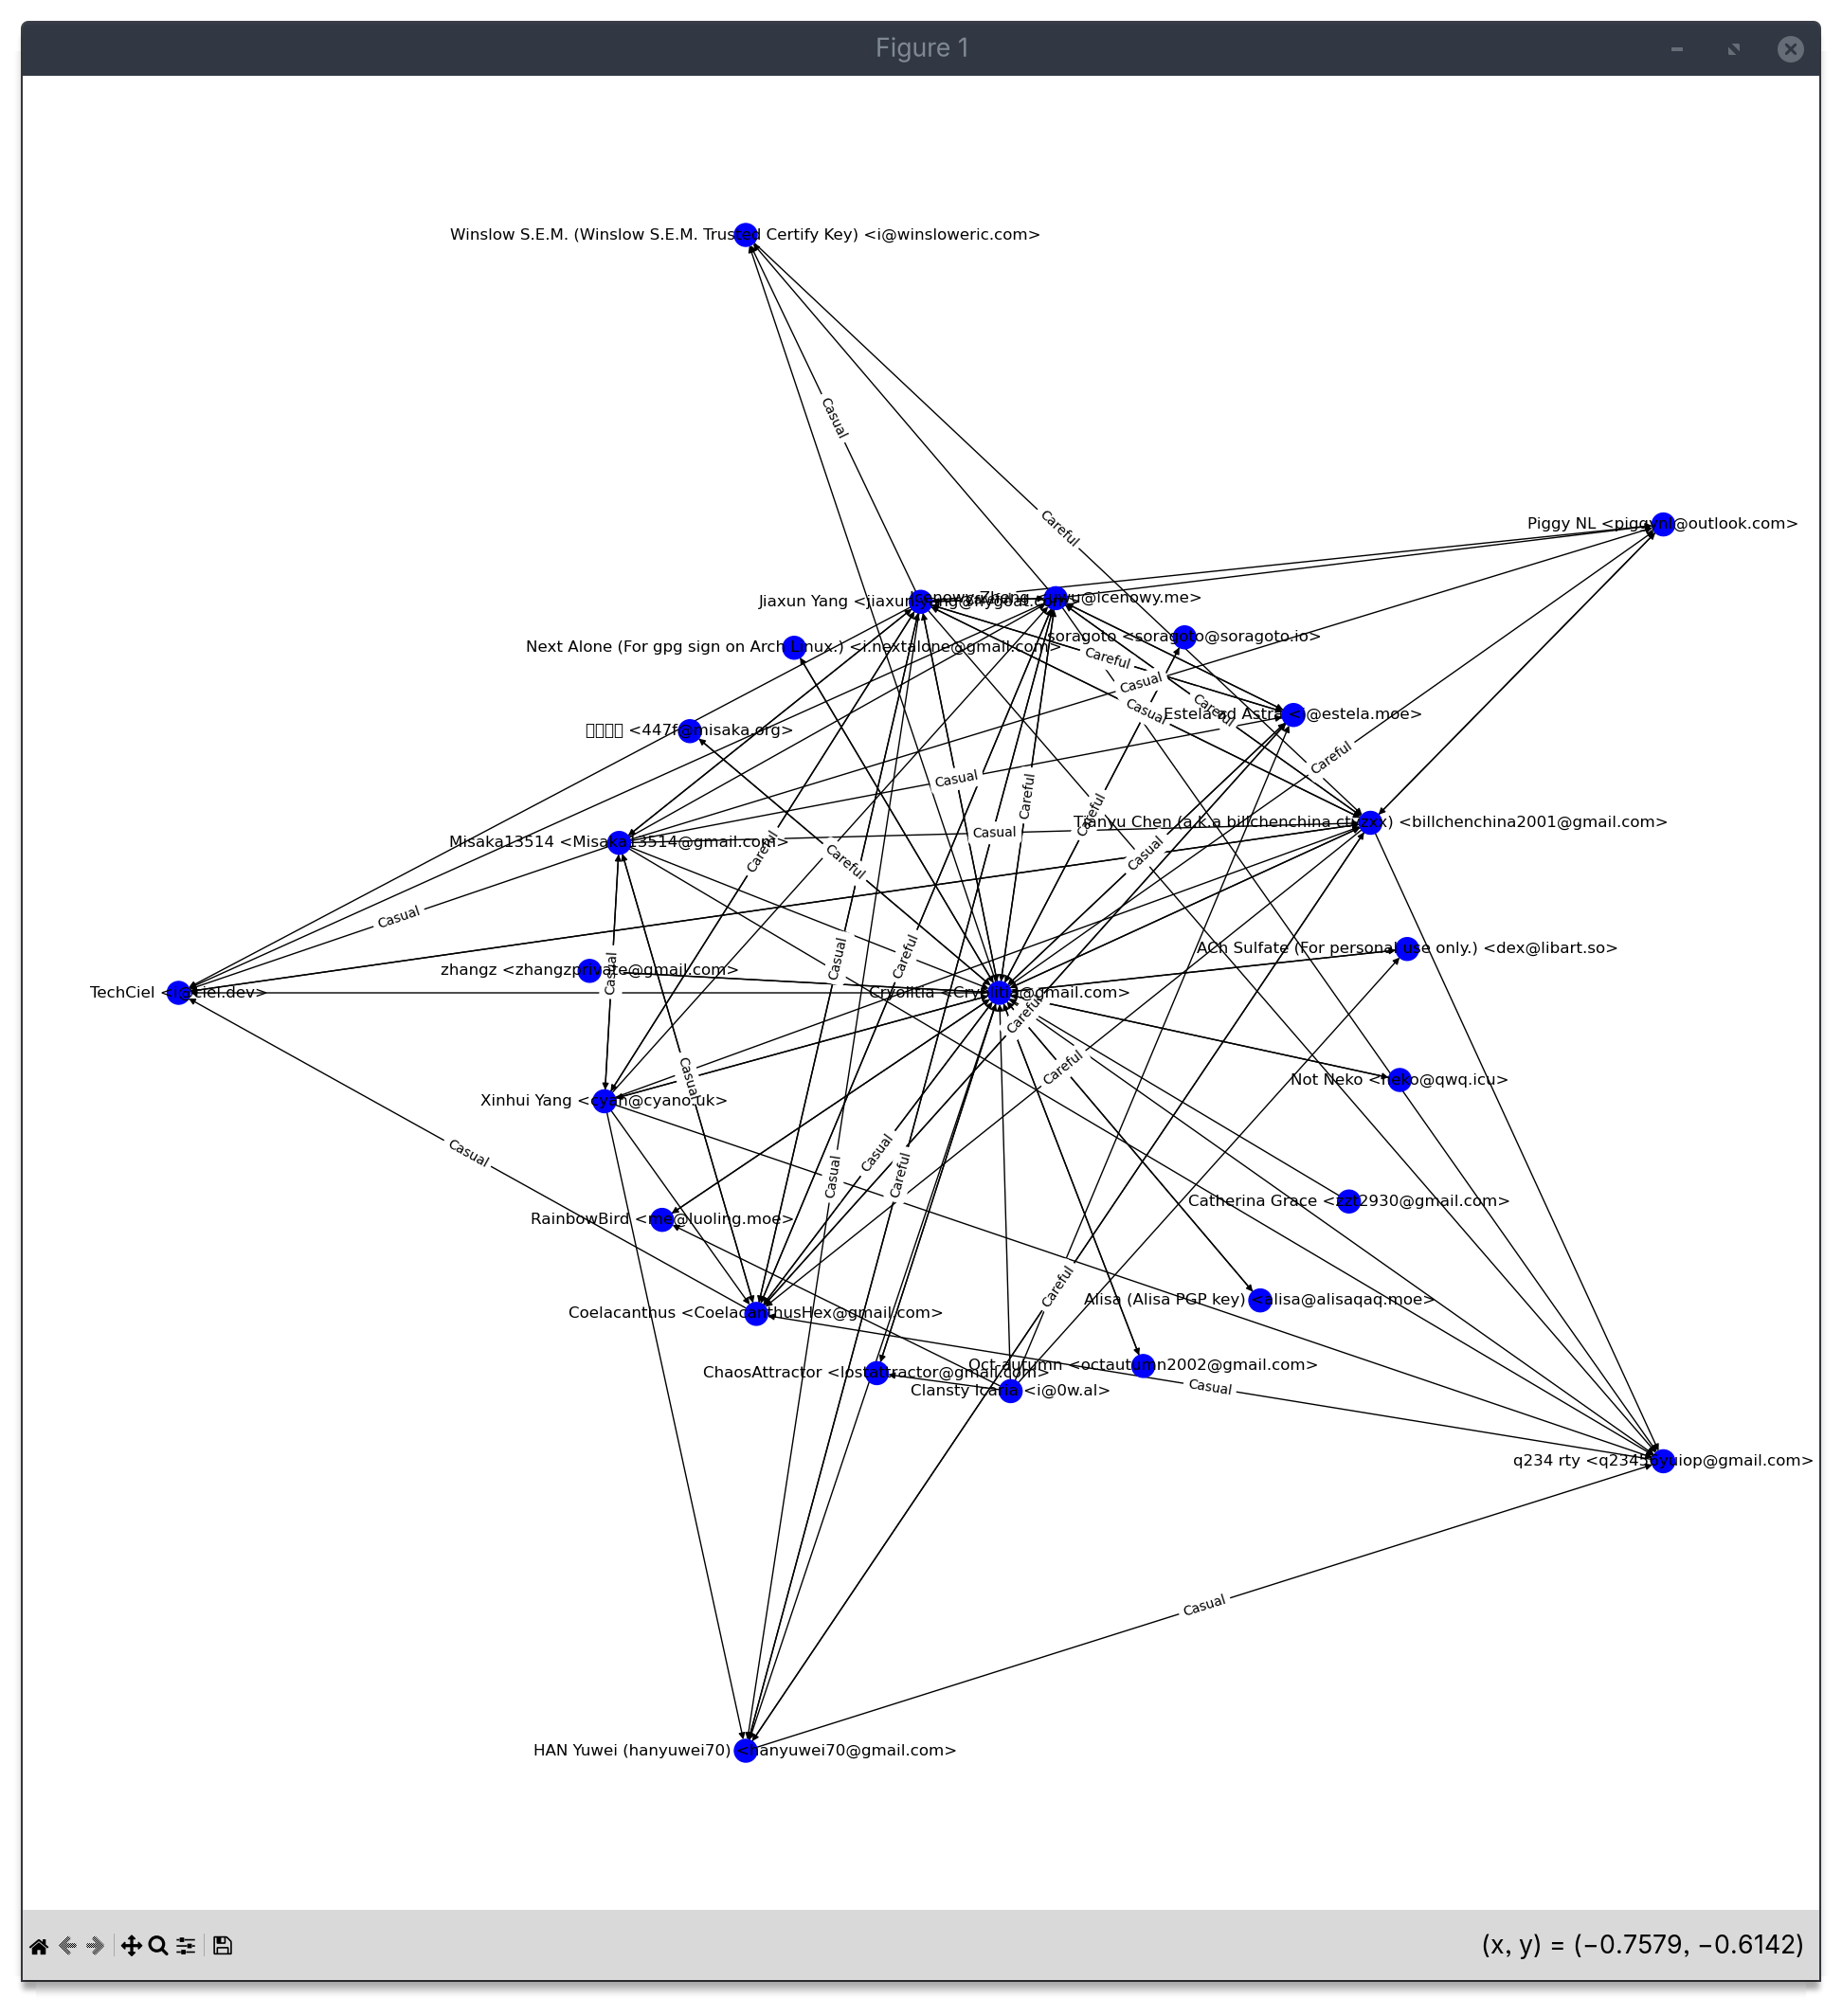 Figure 1
Winslow S.E.M. (Winslow S.E.M. Trusted Certify Key) <i@winsloweric.com>
Casual
Piggy NL <piggynl@outlook.com>
Careful
Jiaxun Yang
Icenowy Zheng <uwu@icenowy.me>
soragoto <soragoto@soragoto.io>
Next Alone (For gpg sign on Arch Linux.) <i.nextalone@gmail.com>
Careful
Casual
Casual
Careful
Estela ad Astra <i@estela.moe>
<447f@misaka.org>
Careful
Casual
Careful
Careful
Tianyu Chen (a.k.a billchenchina <billchenchina2001@gmail.com>
Casual
Misaka13514 <Misaka13514@gmail.com>
Careful
Casual
Careful
Casual
ACh Sulfate (For personal use only.) <dex@libart.so>
Careful
Casual
Casual
zhangz <zhangzprivate@gmail.com>
TechCiel <i@ciel.dev>
Cryolitia <Cryolitia@gmail.com>
Careful
Careful
Casual
Not Neko <neko@qwq.icu>
Xinhui Yang <cyan@cyano.uk>
Casual
Casual
Casual
Careful
Catherina Grace <zzt2930@gmail.com>
RainbowBird <me@luoling.moe>
Careful
Alisa (Alisa PGP key) <alisa@alisaqaq.moe>
Coelacanthus <CoelacanthusHex@gmail.com>
Oct-autumn <octautumn2002@gmail.com>
ChaosAttractor <lostattractor@gmail.com>
Casual
Clansty Icaria <i@0w.al>
q234 rty <q23456yuiop@gmail.com>
Casual
HAN Yuwei (hanyuwei70) <hanyuwei70@gmail.com>
(x, y) = (−0.7579, −0.6142)